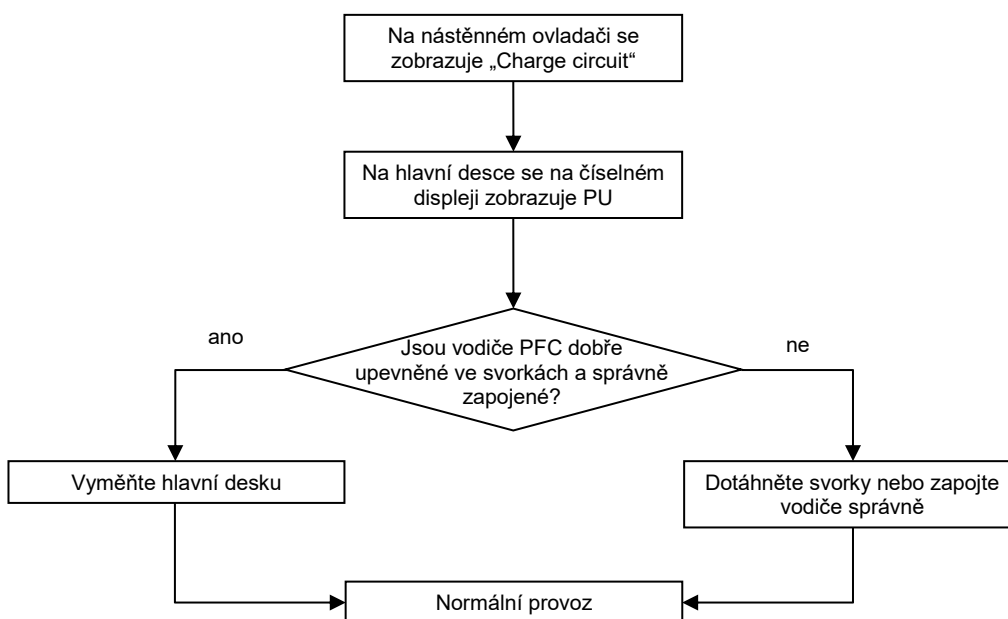 Na nástěnném ovladači se
zobrazuje „Charge circuit“
Na hlavní desce se na číselném
displeji zobrazuje PU
ano
Jsou vodiče PFC dobře
upevněné ve svorkách a správně
zapojené?
ne
Vyměňte hlavní desku
Dotáhněte svorky nebo zapojte
vodiče správně
Normální provoz